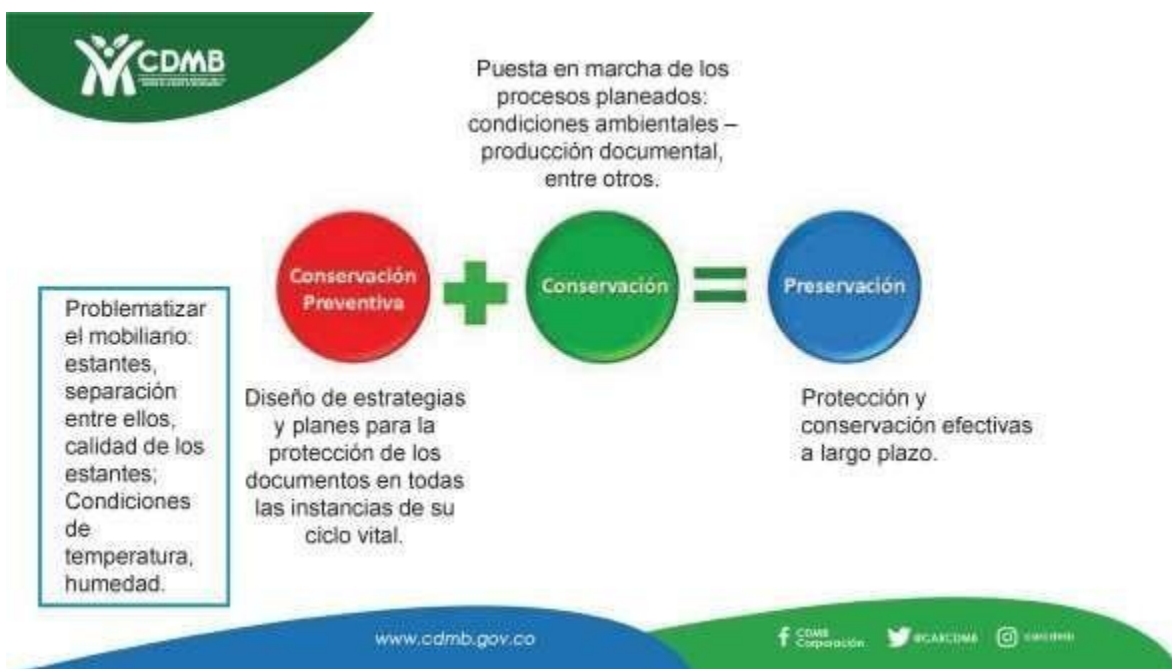 CDMB
Puesta en marcha de los
procesos planeados:
condiciones ambientales –
producción documental,
entre otros.
Conservación
Preventiva
Conservación
Preservación
Problematizar
el mobiliario:
estantes,
separación
entre ellos,
calidad de los
estantes;
Condiciones
de
temperatura,
humedad.
Diseño de estrategias
y planes para la
protección de los
documentos en todas
las instancias de su
ciclo vital.
Protección y
conservación efectivas
a largo plazo.
www.cdmb.gov.co
CDMB
Corporación
@CARCDMB